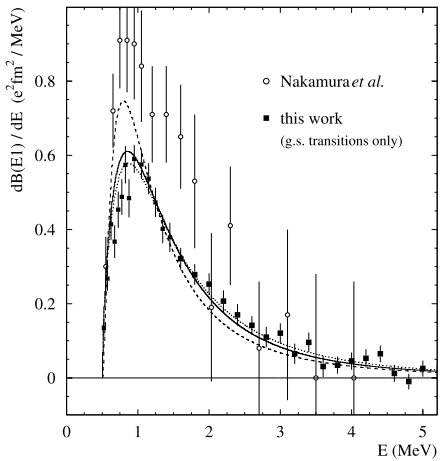 dB(E1) / dE (e²fm² / MeV)
0.8
0.6
0.4
0.2
0
Nakamura et al.
this work
(g.s. transitions only)
0 1 2 3 4 5
E (MeV)